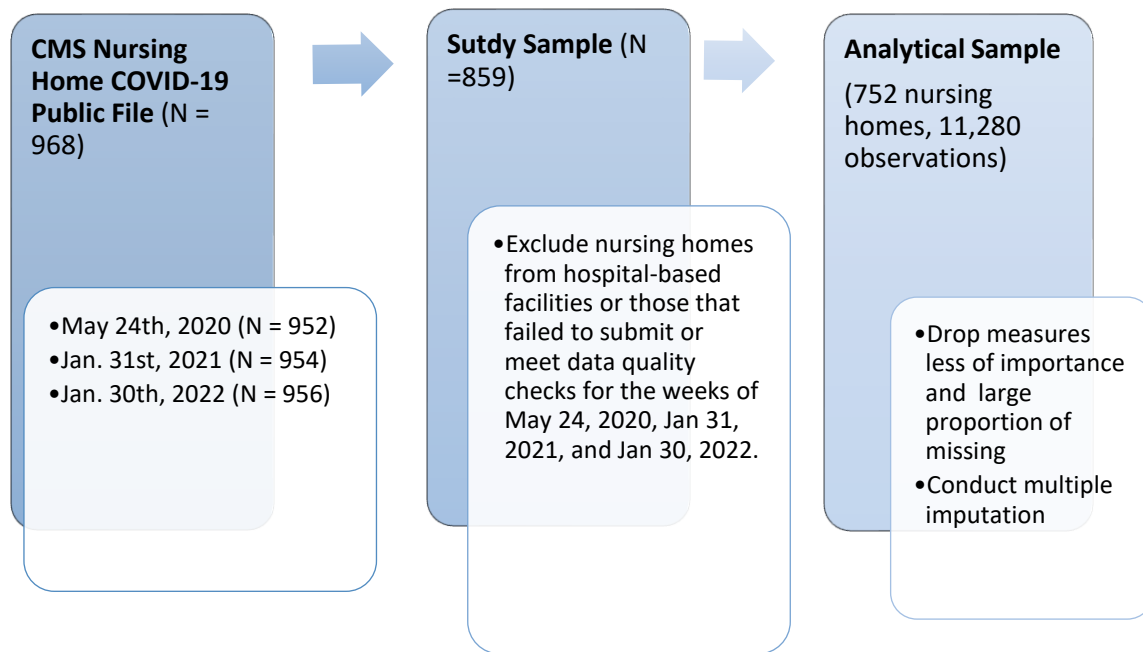 CMS Nursing
Home COVID-19
Public File (N =
968)
•May 24th, 2020 (N = 952)
•Jan. 31st, 2021 (N = 954)
•Jan. 30th, 2022 (N = 956)
Sutdy Sample (N
=859)
•Exclude nursing homes
from hospital-based
facilities or those that
failed to submit or
meet data quality
checks for the weeks of
May 24, 2020, Jan 31,
2021, and Jan 30, 2022.
Analytical Sample
(752 nursing
homes, 11,280
observations)
•Drop measures
less of importance
and large
proportion of
missing
•Conduct multiple
imputation